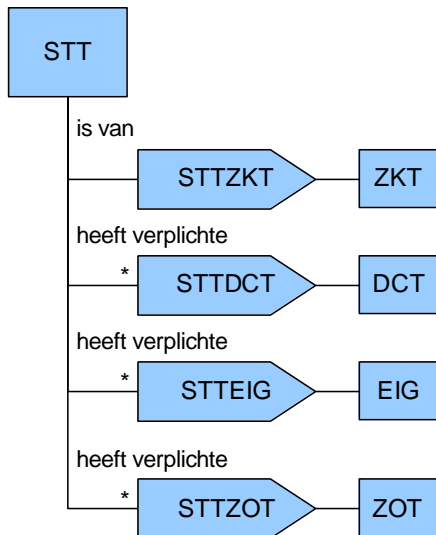 STT
is van
STTZKT
ZKT
heeft verplichte
*
STTDCT
DCT
heeft verplichte
*
STTEIG
EIG
heeft verplichte
*
STTZOT
ZOT